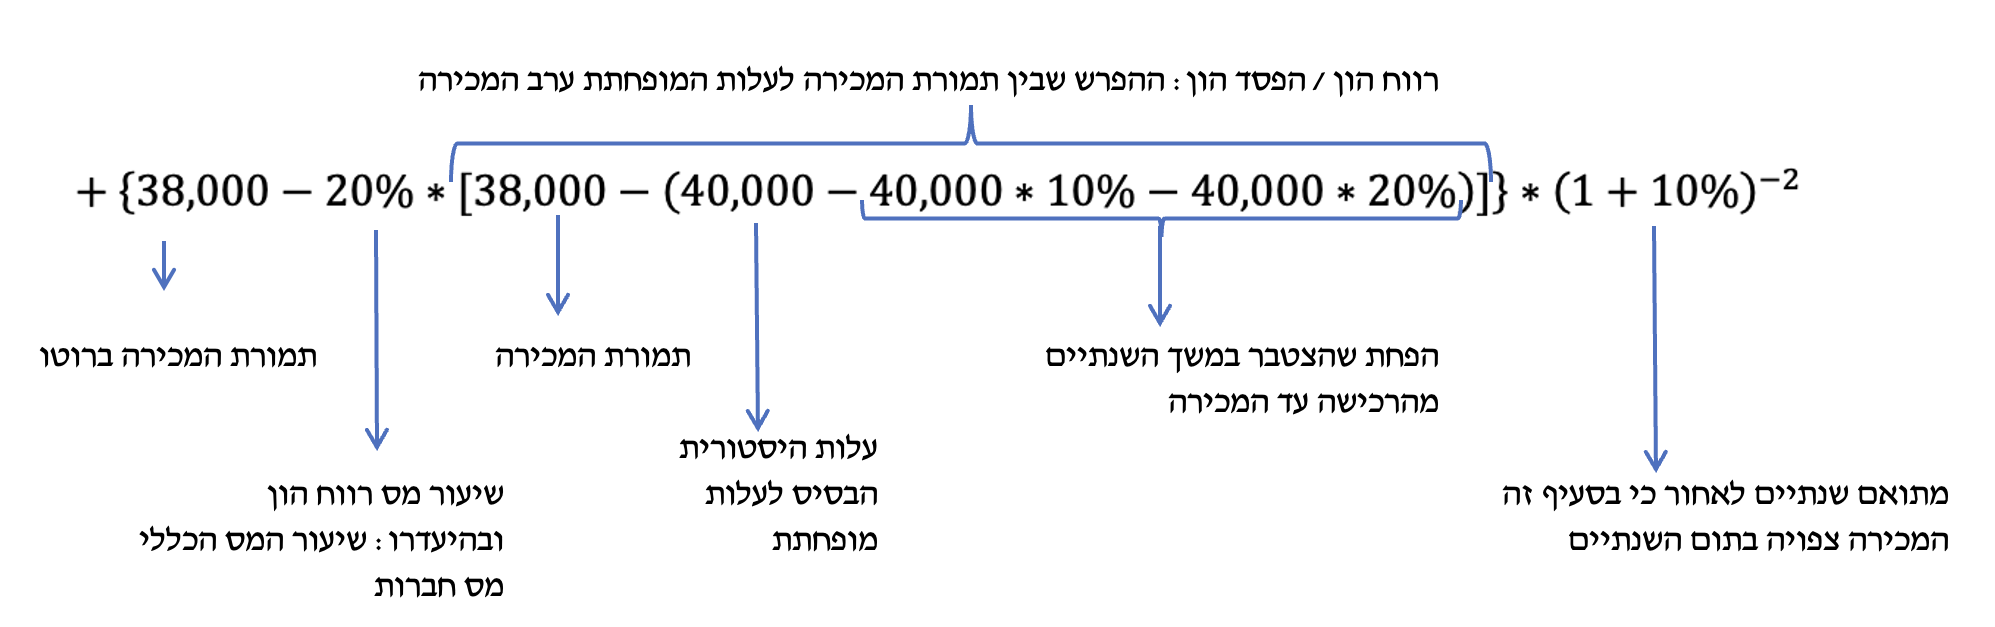 רווח הון / הפסד הון : ההפרש שבין תמורת המכירה לעלות המופחתת ערב המכירה
+ {38,000 − 20% * [38,000 − (40,000 − 40,000 * 10% − 40,000 * 20%)]} * (1 + 10%)⁻²
תמורת המכירה ברוטו
שיעור מס רווח הון
ובהיעדרו : שיעור המס הכללי
מס חברות
תמורת המכירה
עלות היסטורית
הבסיס לעלות
מופחתת
הפחת שהצטבר במשך השנתיים
מהרכישה עד המכירה
מתואם שנתיים לאחור כי בסעיף זה
המכירה צפויה בתום השנתיים